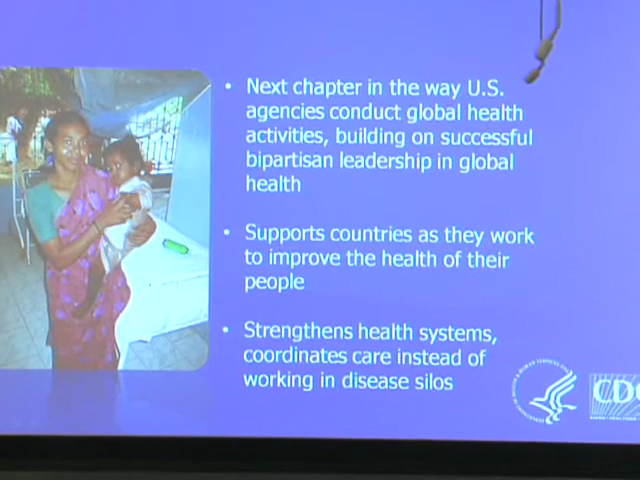 • Next chapter in the way U.S.
agencies conduct global health
activities, building on successful
bipartisan leadership in global
health
• Supports countries as they work
to improve the health of their
people
• Strengthens health systems,
coordinates care instead of
working in disease silos
CDC